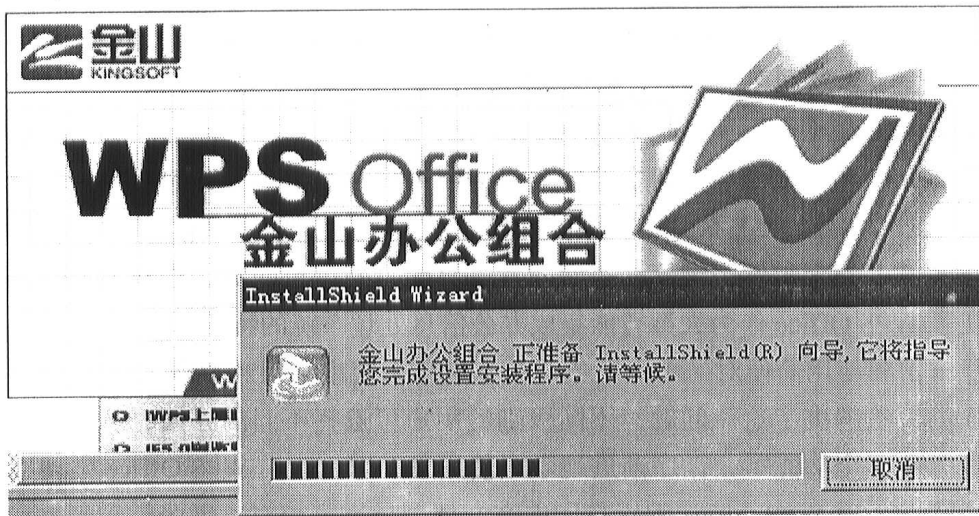 金山
KINGSOFT
WPS Office
金山办公组合
InstallShield Wizard
金山办公组合 正准备 InstallShield(R) 向导,它将指导
您完成设置安装程序。请等候。
W
取消